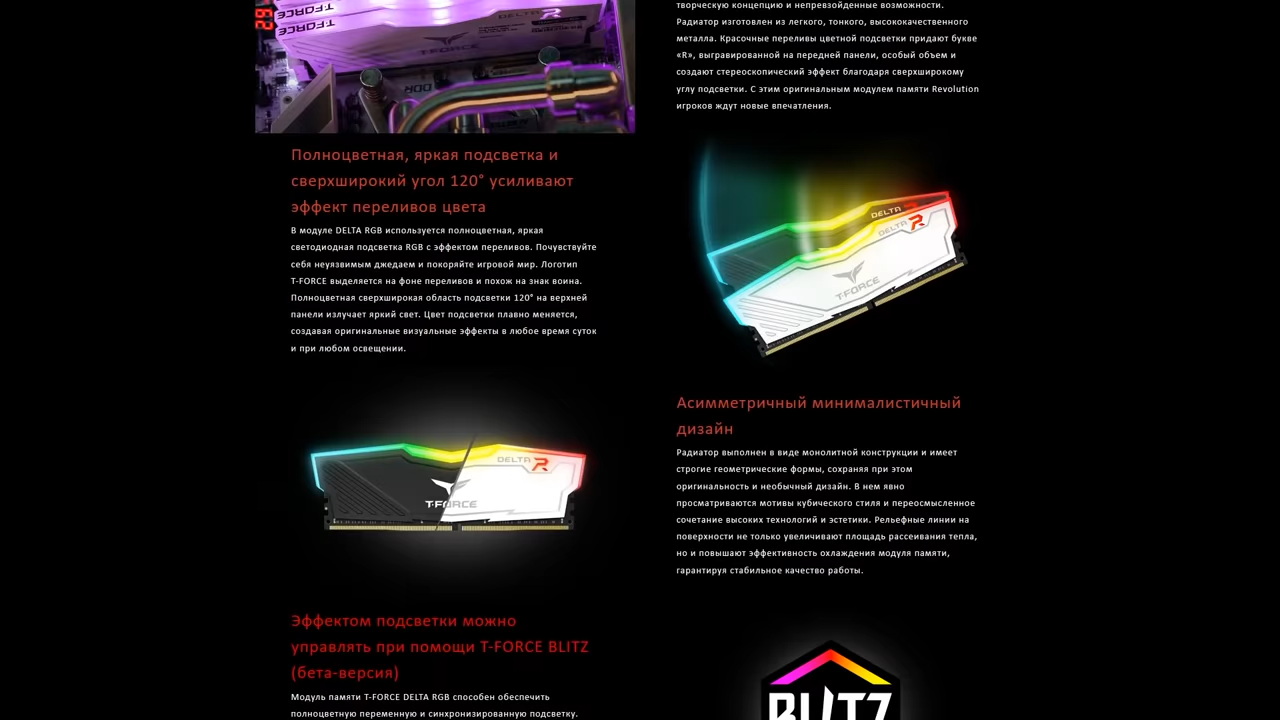 творческую концепцию и непревзойденные возможности.
Радиатор изготовлен из легкого, тонкого, высококачественного
металла. Красочные переливы цветной подсветки придают букве
«R», выгравированной на передней панели, особый объем и
создают стереоскопический эффект благодаря сверхширокому
углу подсветки. С этим оригинальным модулем памяти Revolution
игроков ждут новые впечатления.
T-FORCE
Полноцветная, яркая подсветка и
сверхширокий угол 120° усиливают
эффект переливов цвета
В модуле DELTA RGB используется полноцветная, яркая
светодиодная подсветка RGB с эффектом переливов. Почувствуйте
себя неуязвимым джедаем и покоряйте игровой мир. Логотип
T-FORCE выделяется на фоне переливов и похож на знак воина.
Полноцветная сверхширокая область подсветки 120° на верхней
панели излучает яркий свет. Цвет подсветки плавно меняется,
создавая оригинальные визуальные эффекты в любое время суток
и при любом освещении.
DELTA R
DELTA R
T-FORCE
Асимметричный минималистичный
дизайн
Радиатор выполнен в виде монолитной конструкции и имеет
строгие геометрические формы, сохраняя при этом
оригинальность и необычный дизайн. В нем явно
просматриваются мотивы кубического стиля и переосмысленное
сочетание высоких технологий и эстетики. Рельефные линии на
поверхности не только увеличивают площадь рассеивания тепла,
но и повышают эффективность охлаждения модуля памяти,
гарантируя стабильное качество работы.
DELTA R
T-FORCE
Эффектом подсветки можно
управлять при помощи T-FORCE BLITZ
(бета-версия)
Модуль памяти T-FORCE DELTA RGB способен обеспечить
полноцветную переменную и синхронизированную подсветку.
BLITZ